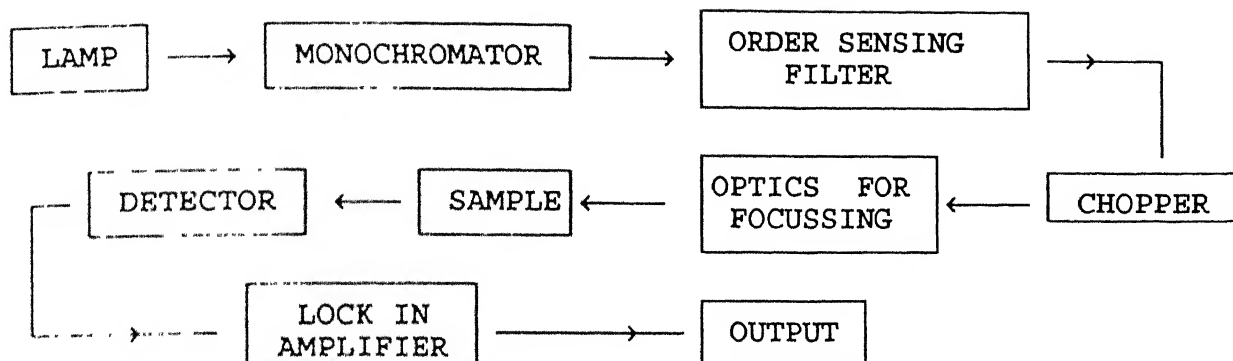 LAMP
MONOCHROMATOR
ORDER SENSING
FILTER
DETECTOR
SAMPLE
OPTICS FOR
FOCUSSING
CHOPPER
LOCK IN
AMPLIFIER
OUTPUT